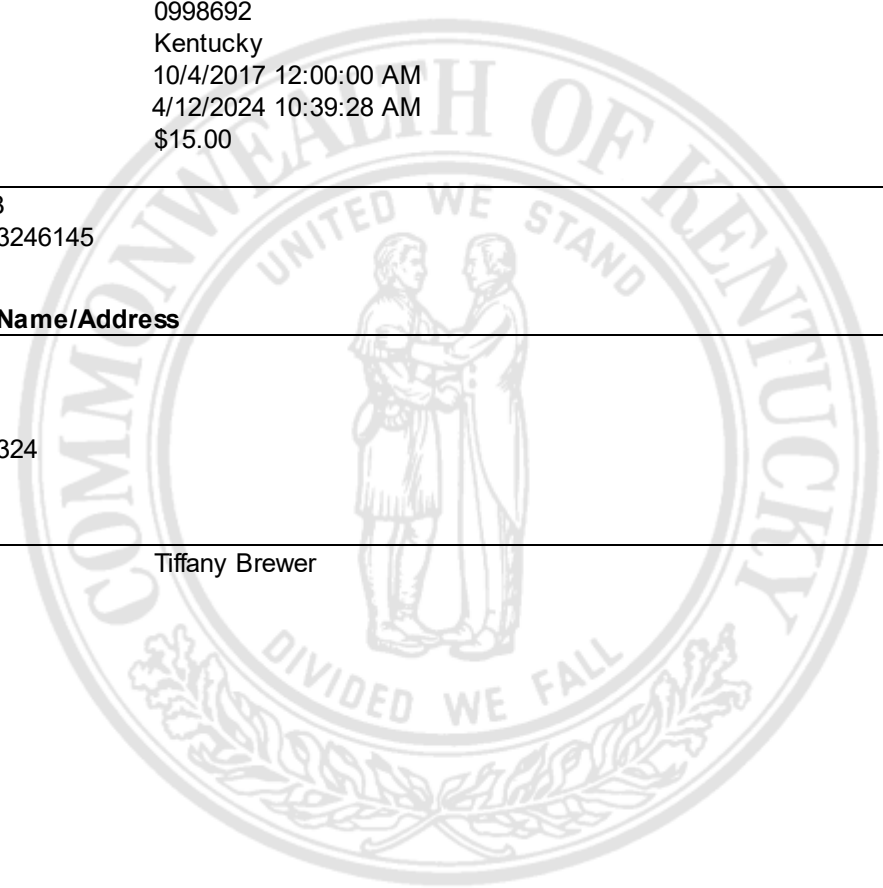 0998692
Kentucky
10/4/2017 12:00:00 AM
4/12/2024 10:39:28 AM
$15.00
3246145
Name/Address
324
Tiffany Brewer
COMMONWEALTH OF KENTUCKY
UNITED WE STAND
DIVIDED WE FALL